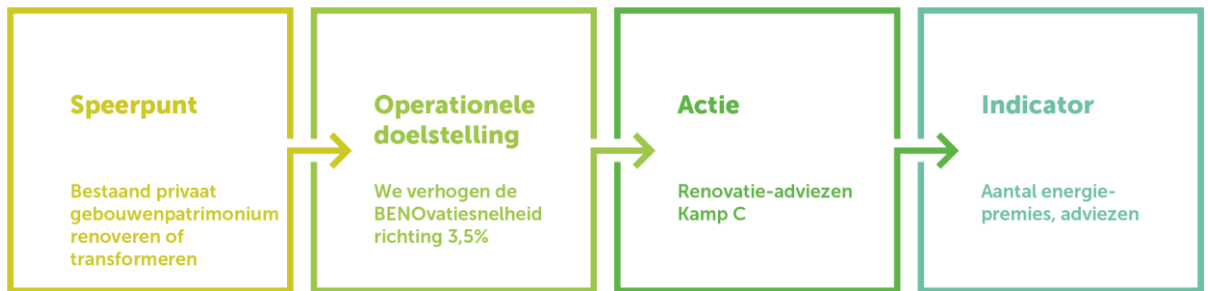 Speerpunt
Bestaand privaat
gebouwenpatrimonium
renoveren of
transformeren
Operationele
doelstelling
We verhogen de
BENOvatiesnelheid
richting 3,5%
Actie
Renovatie-adviezen
Kamp C
Indicator
Aantal energie-
premies, adviezen